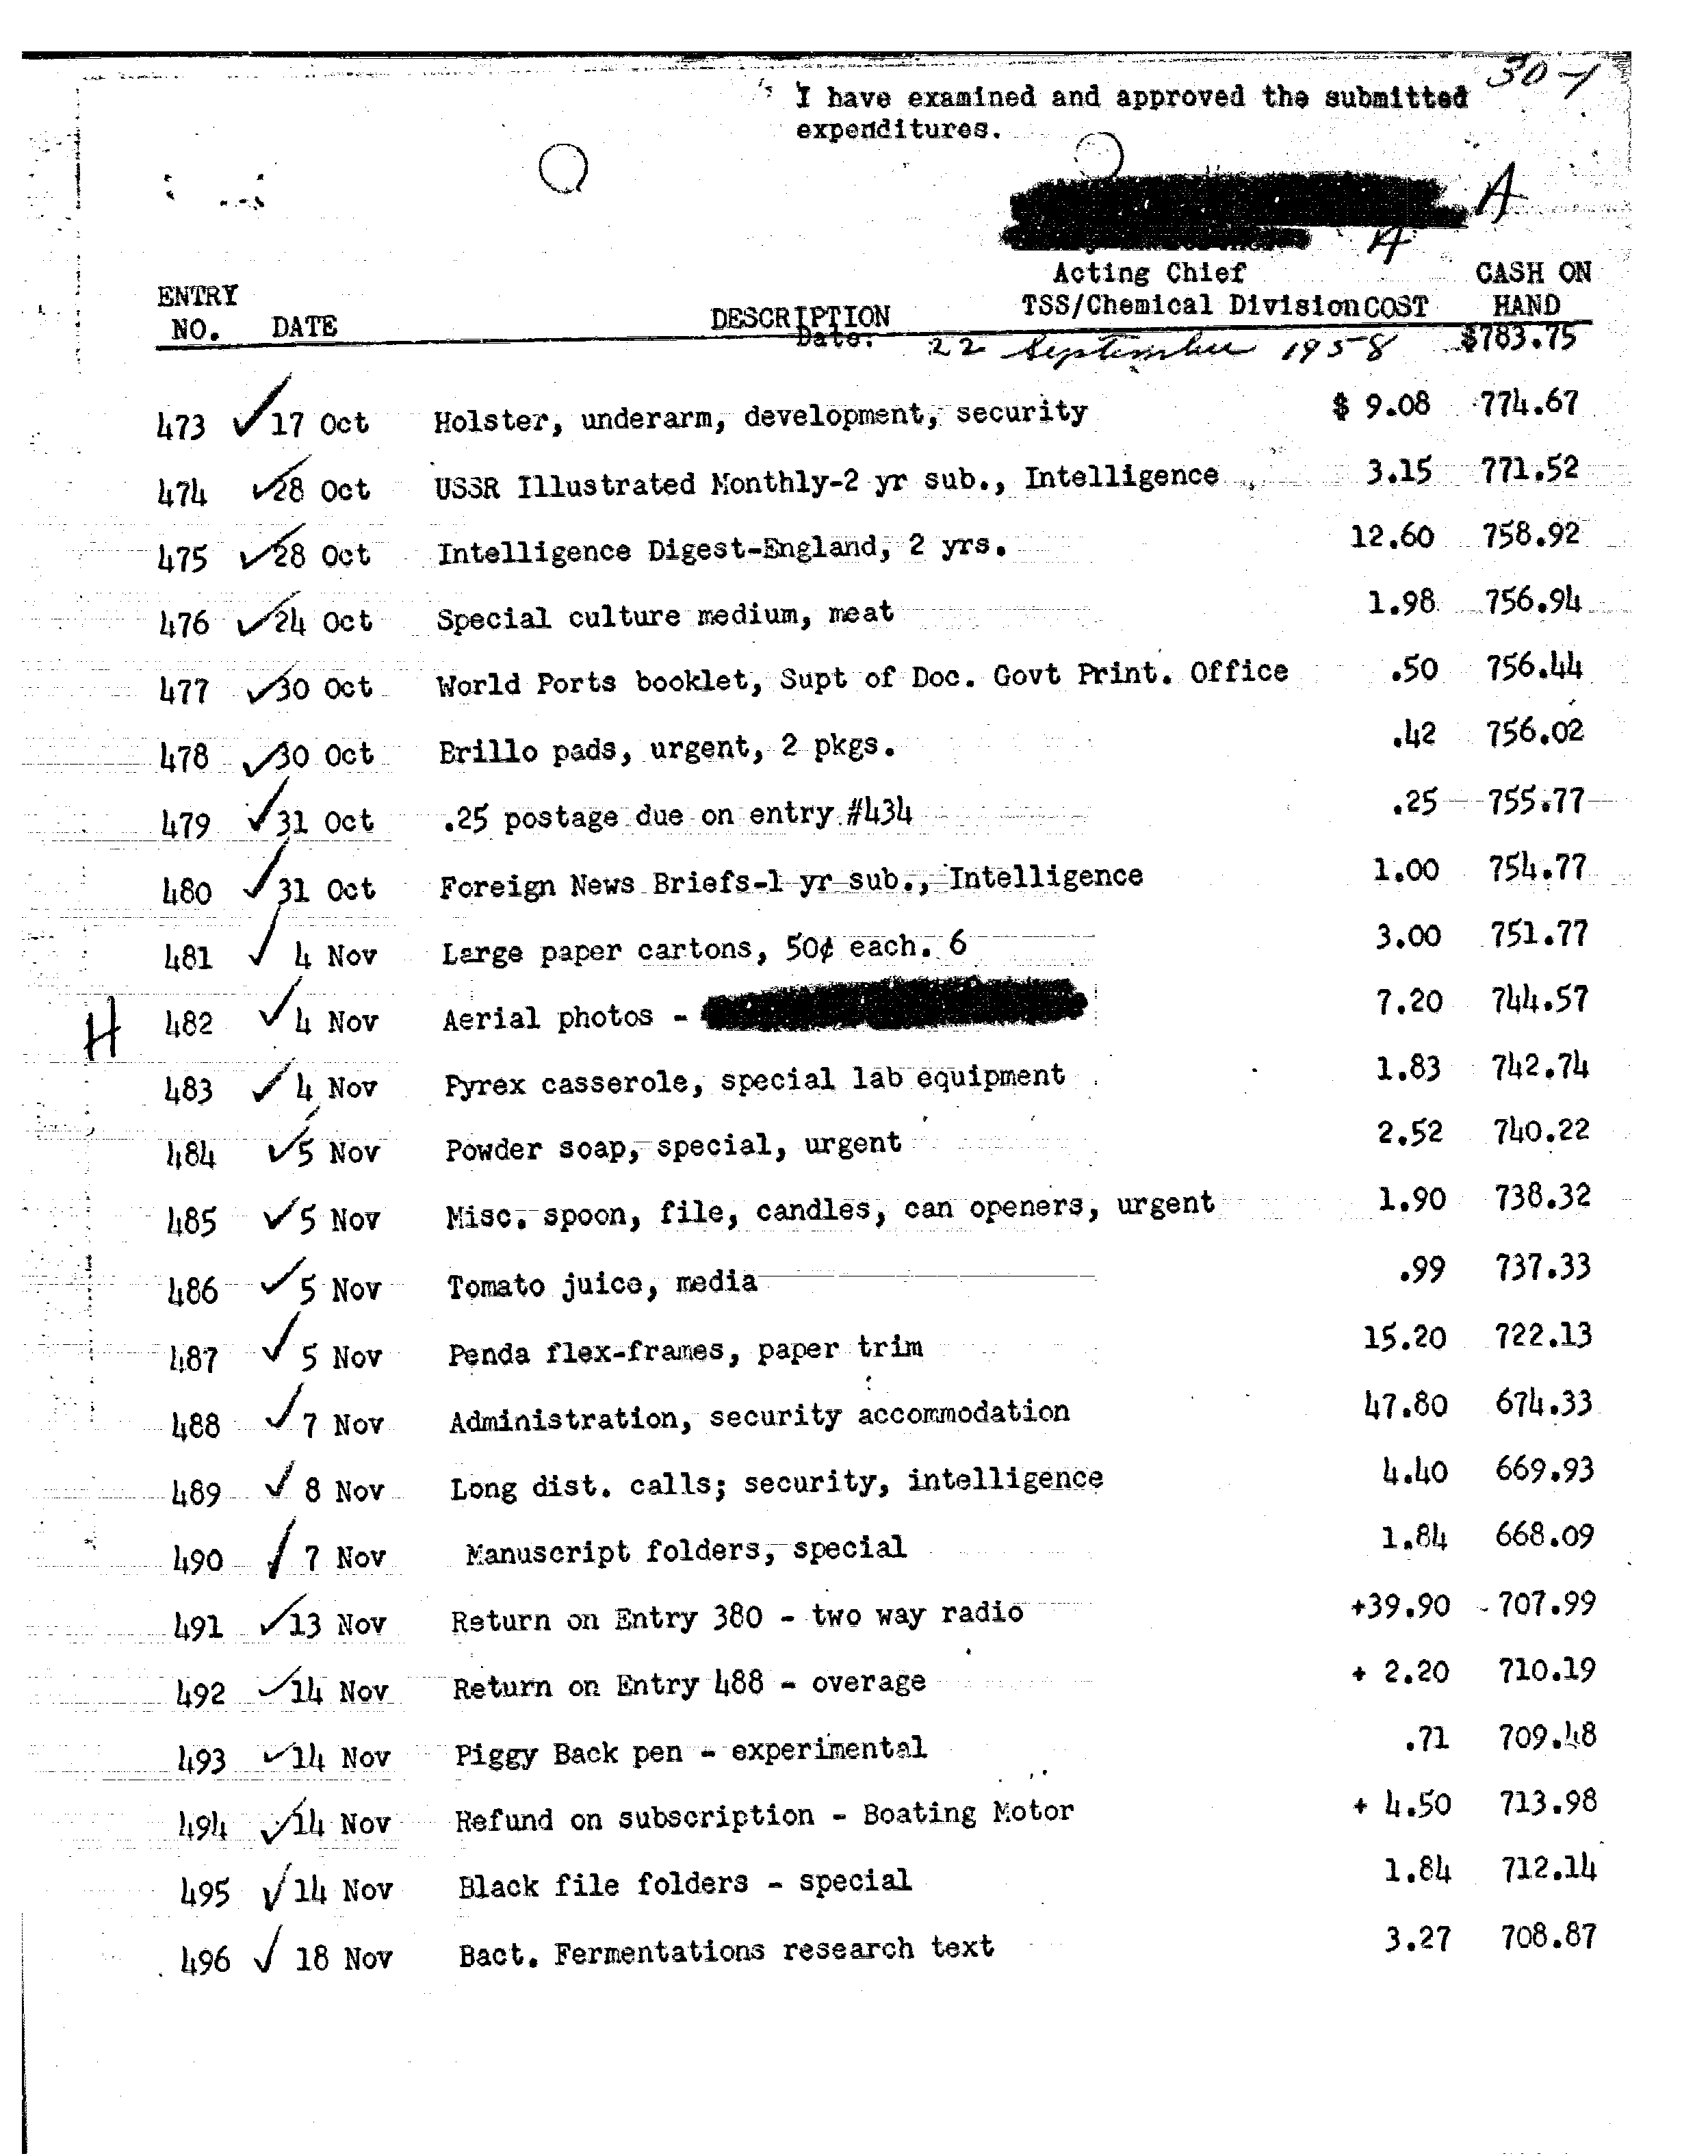 30-1
I have examined and approved the submitted
expenditures.
A
A
Acting Chief
TSS/Chemical Division
ENTRY NO. DATE DESCRIPTION COST CASH ON HAND
Date: 22 September 1958 $783.75
473 ✓ 17 Oct Holster, underarm, development, security $ 9.08 774.67
474 ✓ 28 Oct USSR Illustrated Monthly-2 yr sub., Intelligence 3.15 771.52
475 ✓ 28 Oct Intelligence Digest-England, 2 yrs. 12.60 758.92
476 ✓ 24 Oct Special culture medium, meat 1.98 756.94
477 ✓ 30 Oct World Ports booklet, Supt of Doc. Govt Print. Office .50 756.44
478 ✓ 30 Oct Brillo pads, urgent, 2 pkgs. .42 756.02
479 ✓ 31 Oct .25 postage due on entry #434 .25 755.77
480 ✓ 31 Oct Foreign News Briefs-1 yr sub., Intelligence 1.00 754.77
481 ✓ 4 Nov Large paper cartons, 50¢ each. 6 3.00 751.77
H 482 ✓ 4 Nov Aerial photos - 7.20 744.57
483 ✓ 4 Nov Pyrex casserole, special lab equipment 1.83 742.74
484 ✓ 5 Nov Powder soap, special, urgent 2.52 740.22
485 ✓ 5 Nov Misc. spoon, file, candles, can openers, urgent 1.90 738.32
486 ✓ 5 Nov Tomato juice, media .99 737.33
487 ✓ 5 Nov Penda flex-frames, paper trim 15.20 722.13
488 ✓ 7 Nov Administration, security accommodation 47.80 674.33
489 ✓ 8 Nov Long dist. calls; security, intelligence 4.40 669.93
490 ✓ 7 Nov Manuscript folders, special 1.84 668.09
491 ✓ 13 Nov Return on Entry 380 - two way radio +39.90 707.99
492 ✓ 14 Nov Return on Entry 488 - overage + 2.20 710.19
493 ✓ 14 Nov Piggy Back pen - experimental .71 709.48
494 ✓ 14 Nov Refund on subscription - Boating Motor + 4.50 713.98
495 ✓ 14 Nov Black file folders - special 1.84 712.14
496 ✓ 18 Nov Bact. Fermentations research text 3.27 708.87